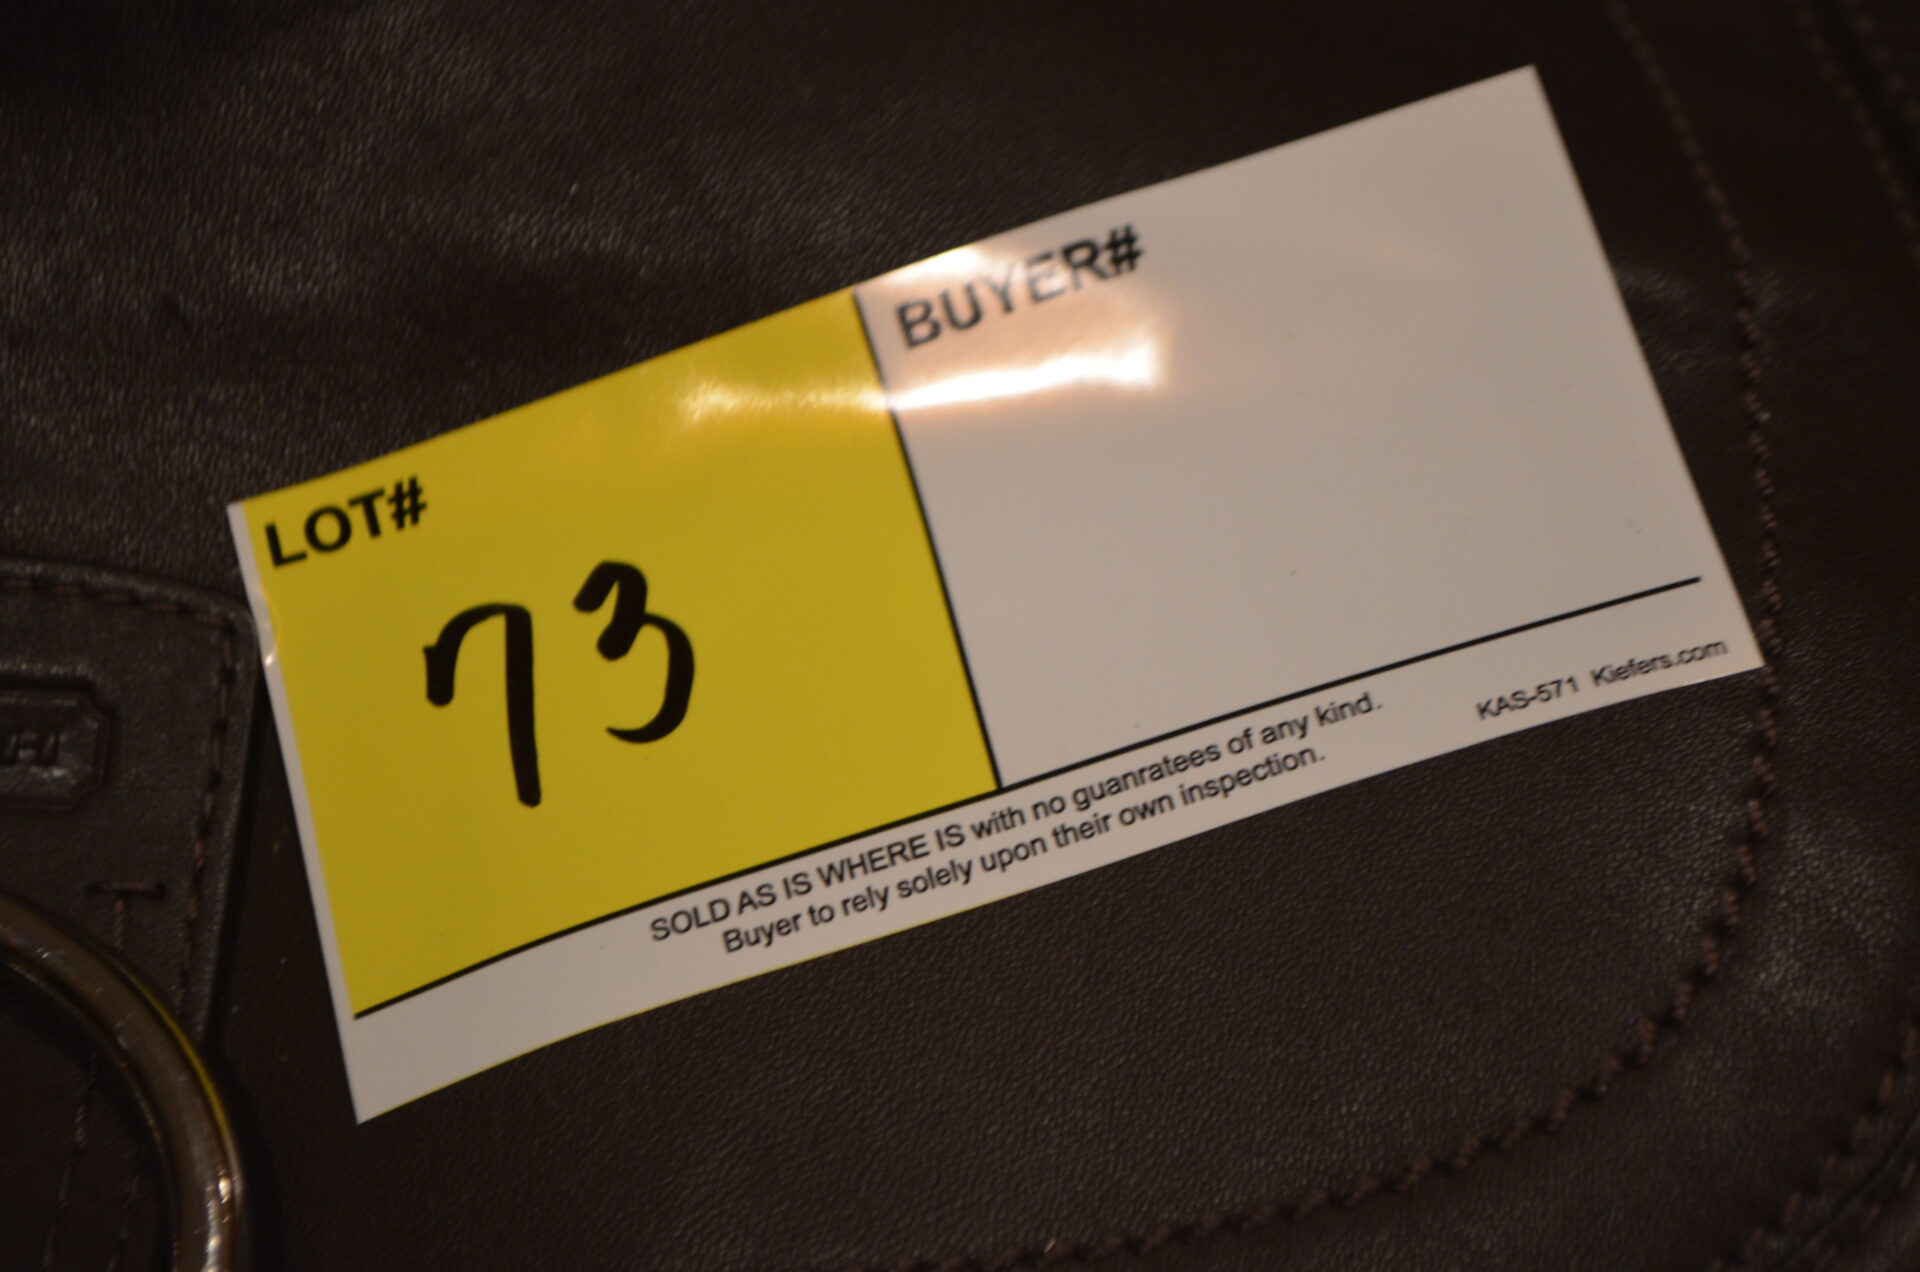 LOT#
73
BUYER#
SOLD AS IS WHERE IS with no guanratees of any kind.
Buyer to rely solely upon their own inspection.
KAS-571 Kiefers.com